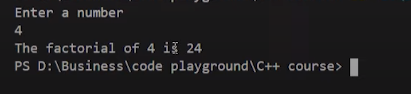 Enter a number
4
The factorial of 4 is 24
PS D:\Business\code playground\C++ course>